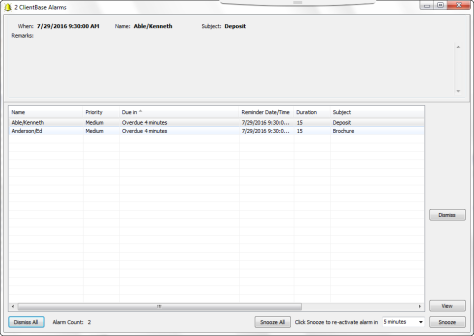 2 ClientBase Alarms
When: 7/29/2016 9:30:00 AM Name: Able/Kenneth Subject: Deposit
Remarks:
Name Priority Due in Reminder Date/Time Duration Subject
Able/Kenneth Medium Overdue 4 minutes 7/29/2016 9:30:0... 15 Deposit
Anderson/Ed Medium Overdue 4 minutes 7/29/2016 9:30:0... 15 Brochure
Dismiss
View
Dismiss All Alarm Count: 2 Snooze All Click Snooze to re-activate alarm in 5 minutes Snooze